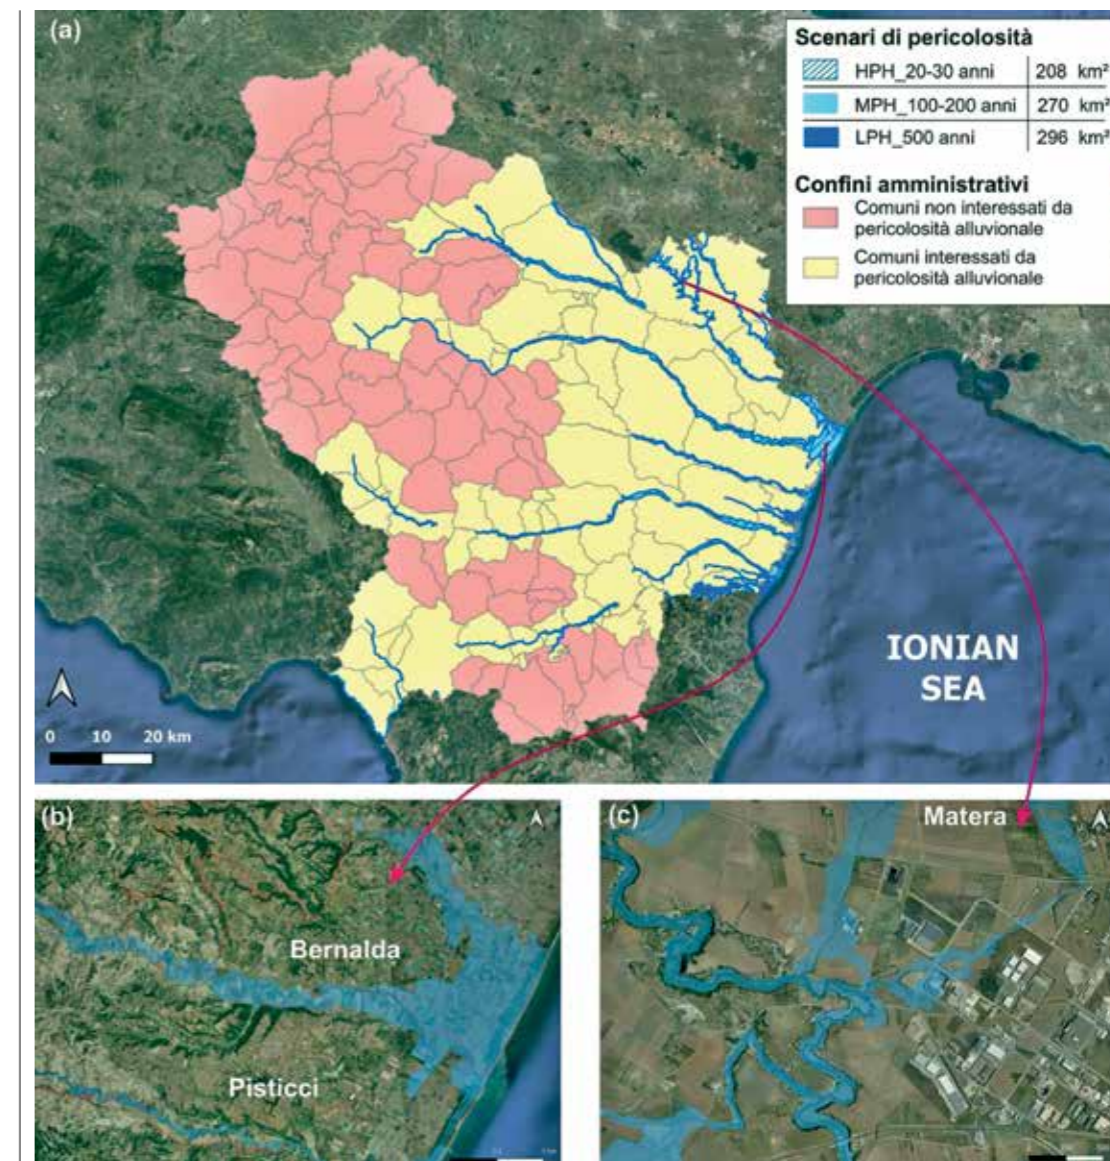 (a)
Scenari di pericolosità
HPH_20-30 anni 208 km²
MPH_100-200 anni 270 km²
LPH_500 anni 296 km²
Confini amministrativi
Comuni non interessati da
pericolosità alluvionale
Comuni interessati da
pericolosità alluvionale
IONIAN
SEA
0 10 20 km
(b)
Bernalda
Pisticci
(c)
Matera